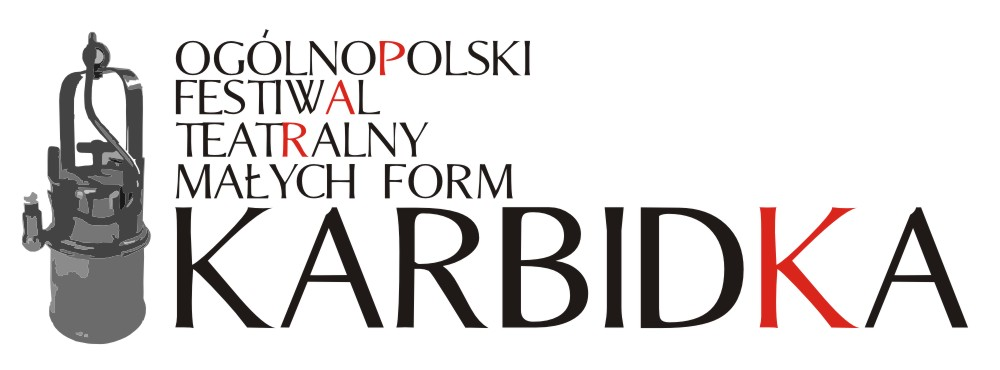 OGÓLNOPOLSKI
FESTIWAL
TEATRALNY
MAŁYCH FORM
KARBIDKA